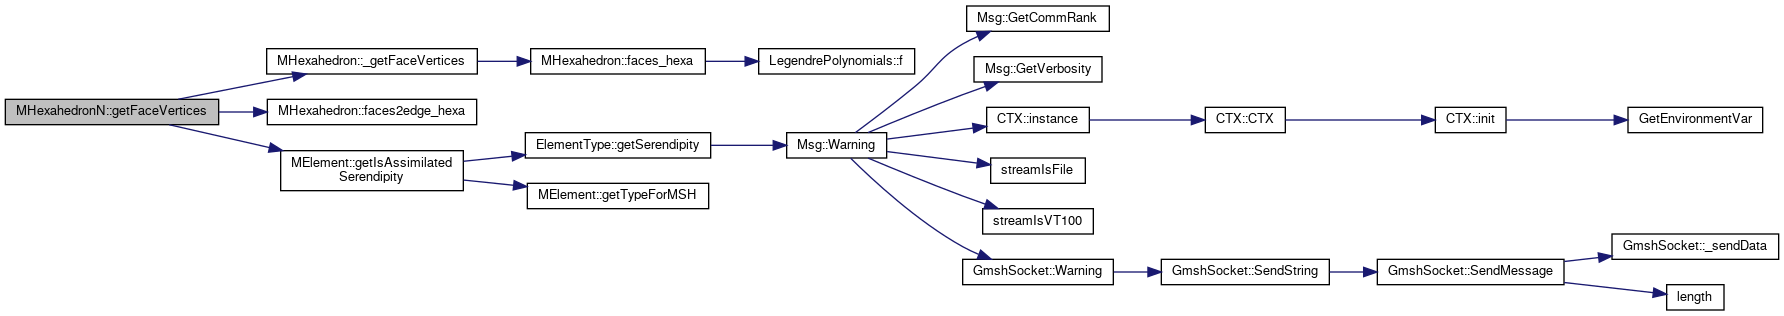 MHexahedronN::getFaceVertices
MHexahedron::_getFaceVertices
MHexahedron::faces_hexa
LegendrePolynomials::f
MHexahedron::faces2edge_hexa
MElement::getIsAssimilated
Serendipity
ElementType::getSerendipity
MElement::getTypeForMSH
Msg::Warning
Msg::GetCommRank
Msg::GetVerbosity
CTX::instance
CTX::CTX
CTX::init
GetEnvironmentVar
streamIsFile
streamIsVT100
GmshSocket::Warning
GmshSocket::SendString
GmshSocket::SendMessage
GmshSocket::_sendData
length